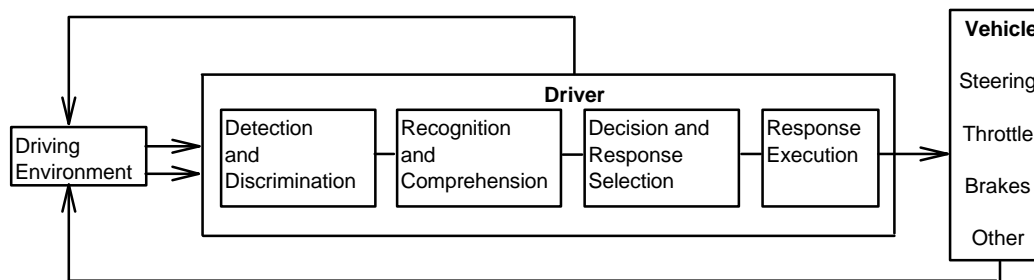 Driving
Environment
Driver
Detection
and
Discrimination
Recognition
and
Comprehension
Decision and
Response
Selection
Response
Execution
Vehicle
Steering
Throttle
Brakes
Other